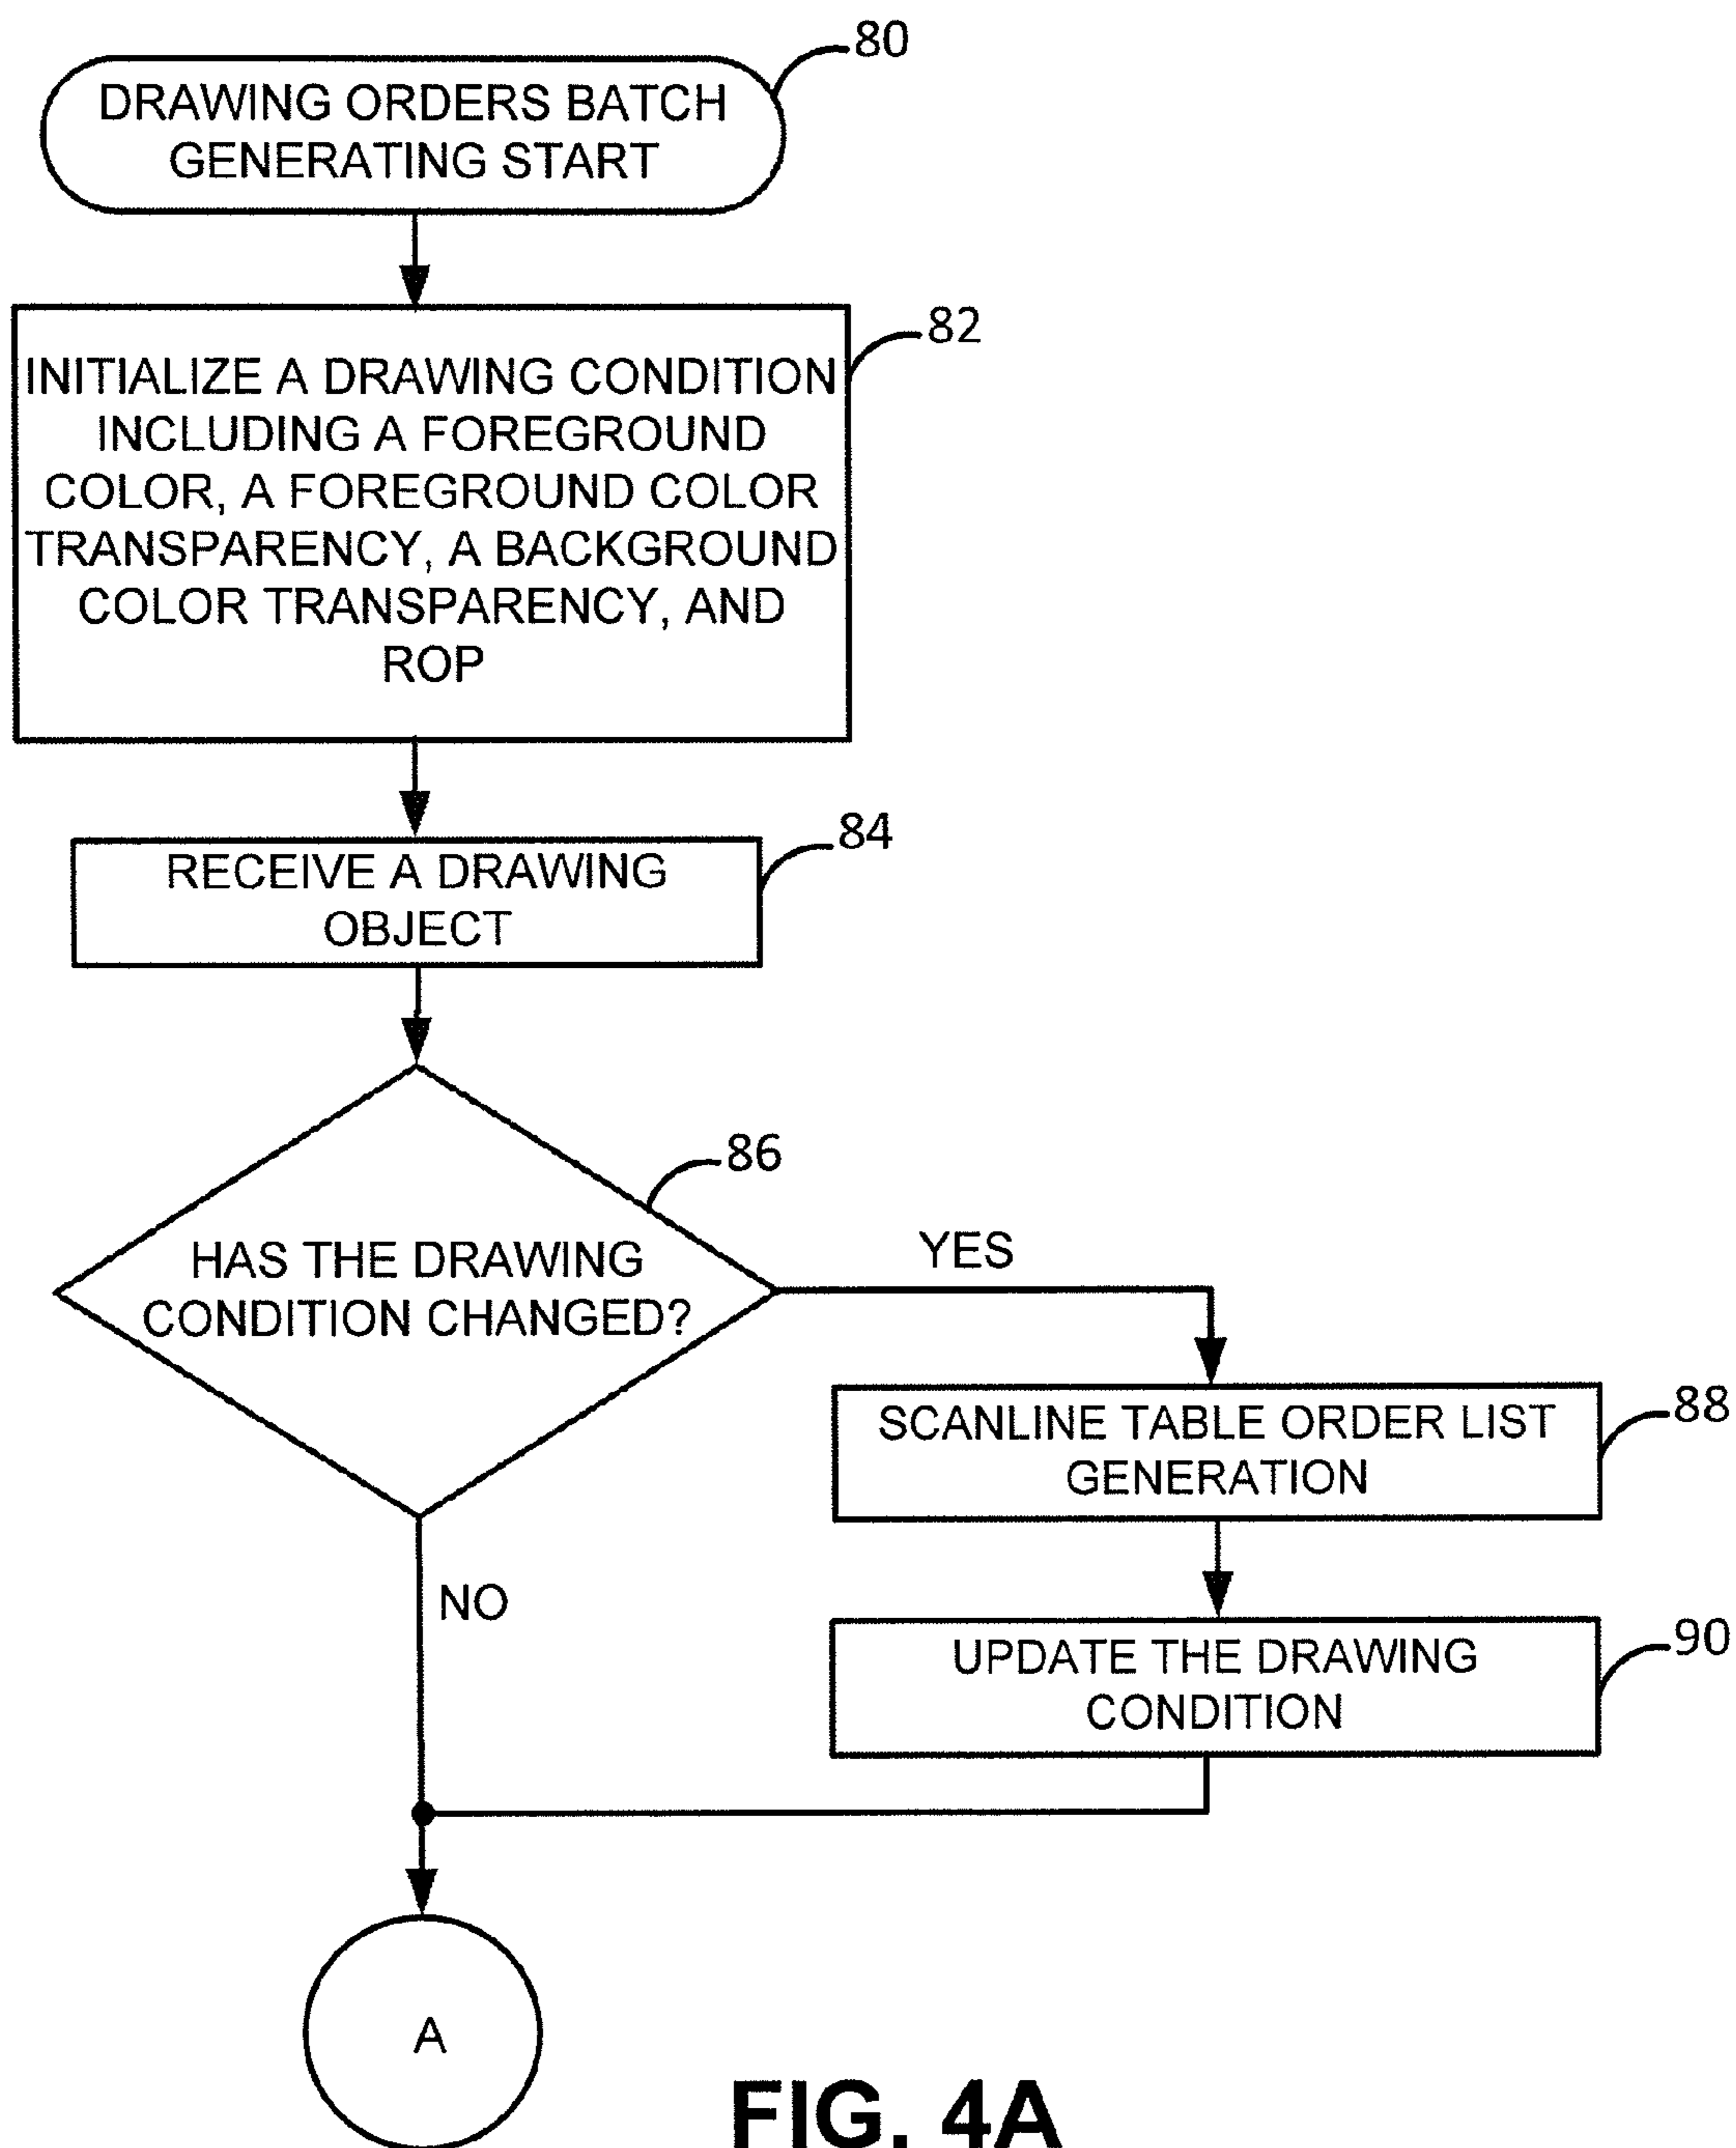 80
DRAWING ORDERS BATCH
GENERATING START
82
INITIALIZE A DRAWING CONDITION
INCLUDING A FOREGROUND
COLOR, A FOREGROUND COLOR
TRANSPARENCY, A BACKGROUND
COLOR TRANSPARENCY, AND
ROP
84
RECEIVE A DRAWING
OBJECT
86
HAS THE DRAWING
CONDITION CHANGED?
YES
88
SCANLINE TABLE ORDER LIST
GENERATION
NO
90
UPDATE THE DRAWING
CONDITION
A
FIG. 4A